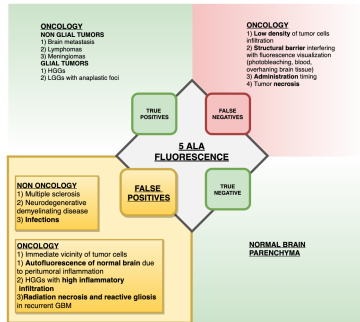 ONCOLOGY
NON GLIAL TUMORS
1) Brain metastasis
2) Lymphomas
3) Meningiomas
GLIAL TUMORS
1) HGGs
2) LGGs with anaplastic foci
ONCOLOGY
1) Low density of tumor cells
infiltration
2) Structural barrier interfering
with fluorescence visualization
(photobleaching, blood,
overhaning brain tissue)
3) Administration timing
4) Tumor necrosis
TRUE
POSITIVES
FALSE
NEGATIVES
5 ALA
FLUORESCENCE
FALSE
POSITIVES
TRUE
NEGATIVE
NON ONCOLOGY
1) Multiple sclerosis
2) Neurodegenerative
demyelinating disease
3) Infections
ONCOLOGY
1) Immediate vicinity of tumor cells
1) Autofluorescence of normal brain due
to peritumoral inflammation
2) HGGs with high inflammatory
infiltration
3)Radiation necrosis and reactive gliosis
in recurrent GBM
NORMAL BRAIN
PARENCHYMA